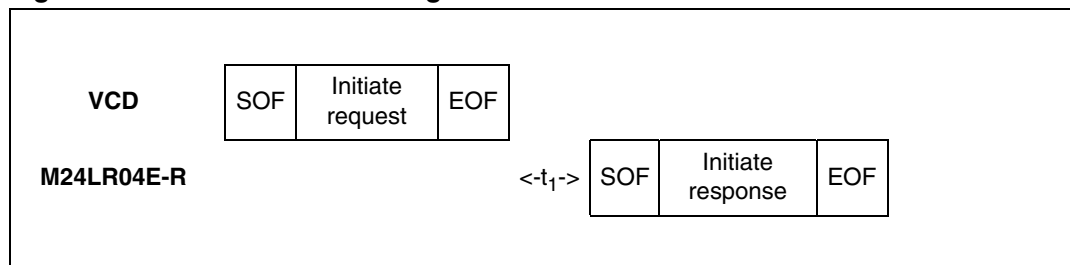 VCD SOF Initiate request EOF
M24LR04E-R <-t₁-> SOF Initiate response EOF